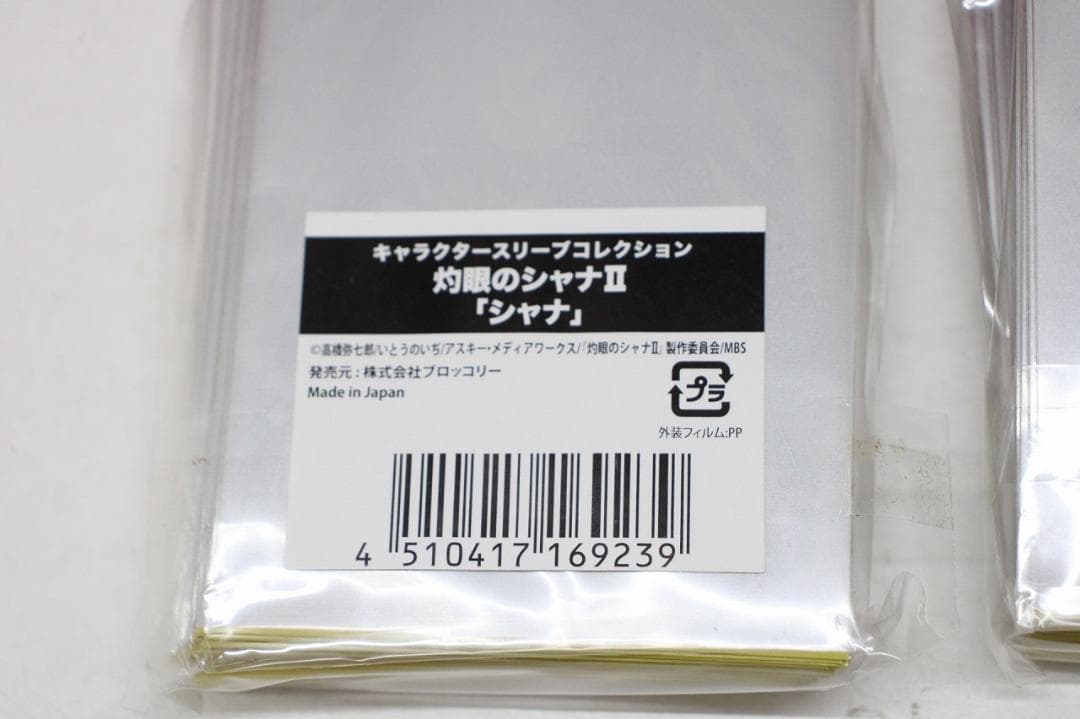 キャラクタースリーブコレクション
灼眼のシャナⅡ
「シャナ」
©高橋弥七郎/いとうのいぢ/アスキー・メディアワークス/『灼眼のシャナⅡ』製作委員会/MBS
発売元：株式会社ブロッコリー
Made in Japan
プラ
外装フィルム:PP
4 510417 169239